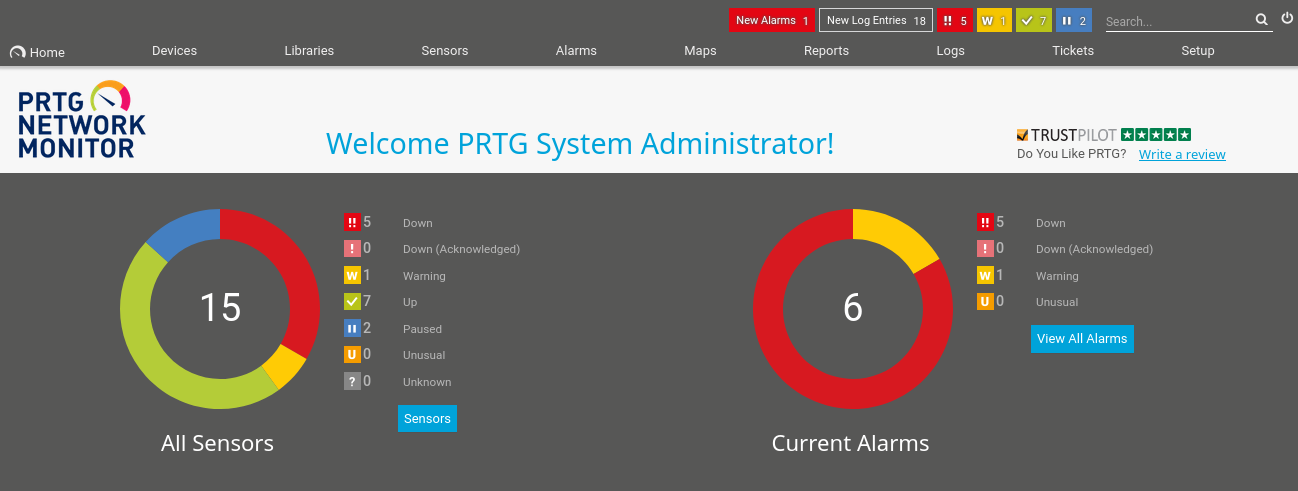 New Alarms 1
New Log Entries 18
!! 5
W 1
7
2
Search...
Home
Devices
Libraries
Sensors
Alarms
Maps
Reports
Logs
Tickets
Setup
PRTG
NETWORK
MONITOR
Welcome PRTG System Administrator!
TRUSTPILOT
Do You Like PRTG? Write a review
15
All Sensors
!! 5 Down
! 0 Down (Acknowledged)
W 1 Warning
7 Up
2 Paused
U 0 Unusual
? 0 Unknown
Sensors
6
Current Alarms
!! 5 Down
! 0 Down (Acknowledged)
W 1 Warning
U 0 Unusual
View All Alarms